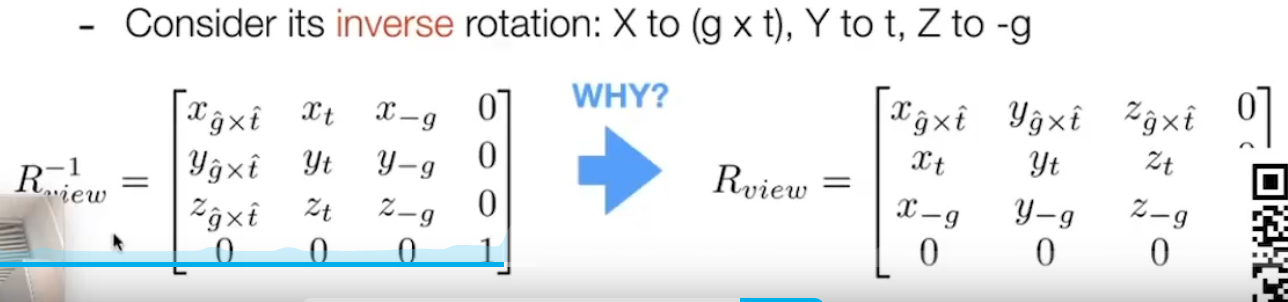 - Consider its inverse rotation: X to (g x t), Y to t, Z to -g
WHY?
R_{view}^{-1} = \begin{bmatrix} x_{\hat{g}\times\hat{t}} & x_t & x_{-g} & 0 \\ y_{\hat{g}\times\hat{t}} & y_t & y_{-g} & 0 \\ z_{\hat{g}\times\hat{t}} & z_t & z_{-g} & 0 \\ 0 & 0 & 0 & 1 \end{bmatrix}
R_{view} = \begin{bmatrix} x_{\hat{g}\times\hat{t}} & y_{\hat{g}\times\hat{t}} & z_{\hat{g}\times\hat{t}} & 0 \\ x_t & y_t & z_t & \\ x_{-g} & y_{-g} & z_{-g} & \\ 0 & 0 & 0 & \end{bmatrix}